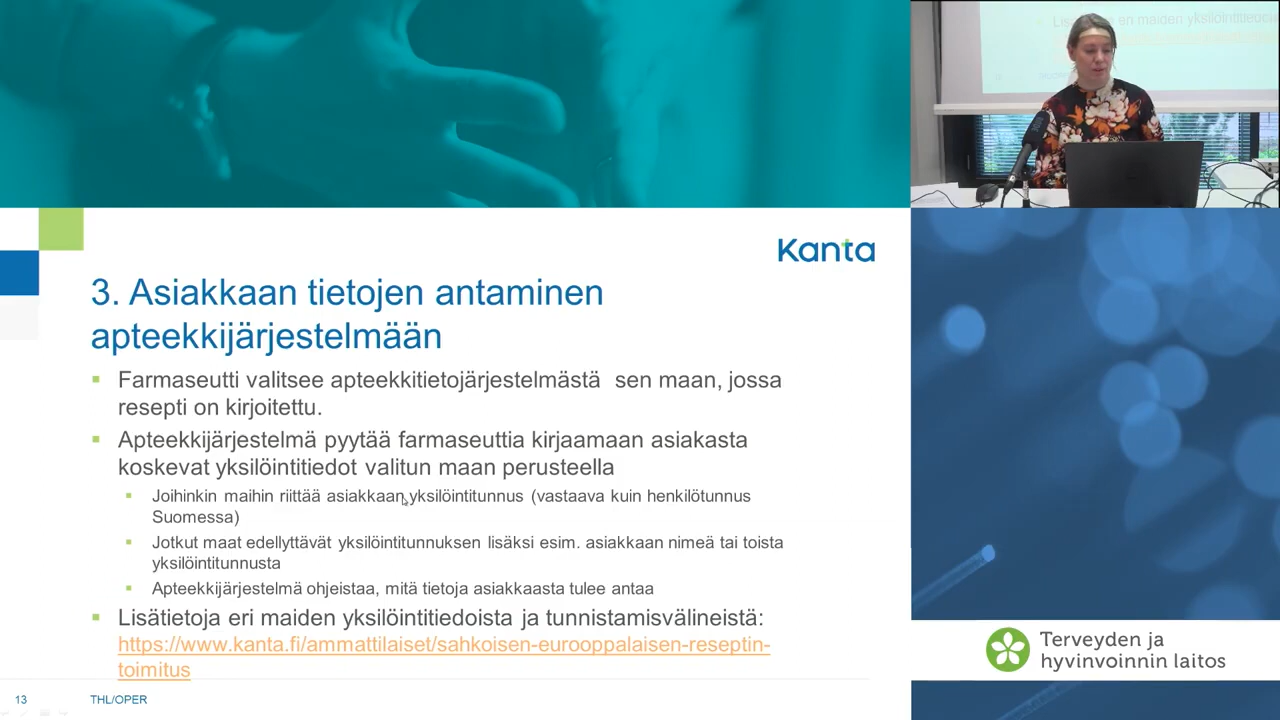 Kanta
3. Asiakkaan tietojen antaminen
apteekkijärjestelmään
Farmaseutti valitsee apteekkitietojärjestelmästä sen maan, jossa
resepti on kirjoitettu.
Apteekkijärjestelmä pyytää farmaseuttia kirjaamaan asiakasta
koskevat yksilöintitiedot valitun maan perusteella
Joihinkin maihin riittää asiakkaan yksilöintitunnus (vastaava kuin henkilötunnus
Suomessa)
Jotkut maat edellyttävät yksilöintitunnuksen lisäksi esim. asiakkaan nimeä tai toista
yksilöintitunnusta
Apteekkijärjestelmä ohjeistaa, mitä tietoja asiakkaasta tulee antaa
Lisätietoja eri maiden yksilöintitiedoista ja tunnistamisvälineistä:
https://www.kanta.fi/ammattilaiset/sahkoisen-eurooppalaisen-reseptin-
toimitus
13 THL/OPER
eri maiden yksilöintitiedoi
Terveyden ja
hyvinvoinnin laitos